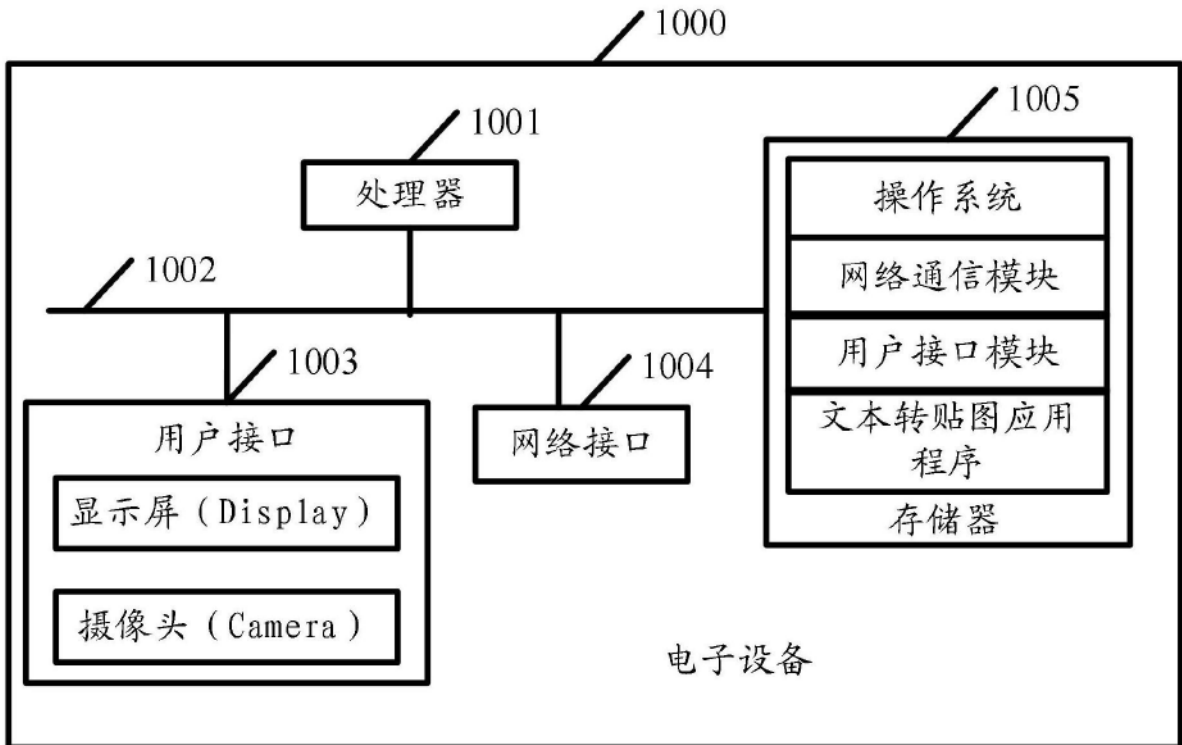 1000
1005
1001
处理器
操作系统
1002
网络通信模块
用户接口模块
1003
1004
文本转贴图应用
程序
用户接口
网络接口
显示屏（Display）
存储器
摄像头（Camera）
电子设备